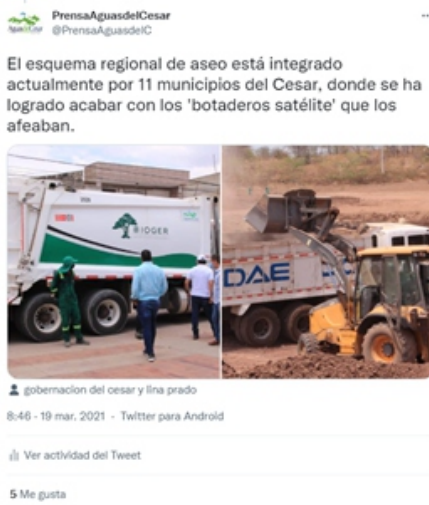 PrensaAguasdelCesar
@PrensaAguasdelC
El esquema regional de aseo está integrado
actualmente por 11 municipios del Cesar, donde se ha
logrado acabar con los 'botaderos satélite' que los
afeaban.
BIOGER
DAE
gobernacion del cesar y lina prado
8:46 · 19 mar. 2021 · Twitter para Android
Ver actividad del Tweet
5 Me gusta